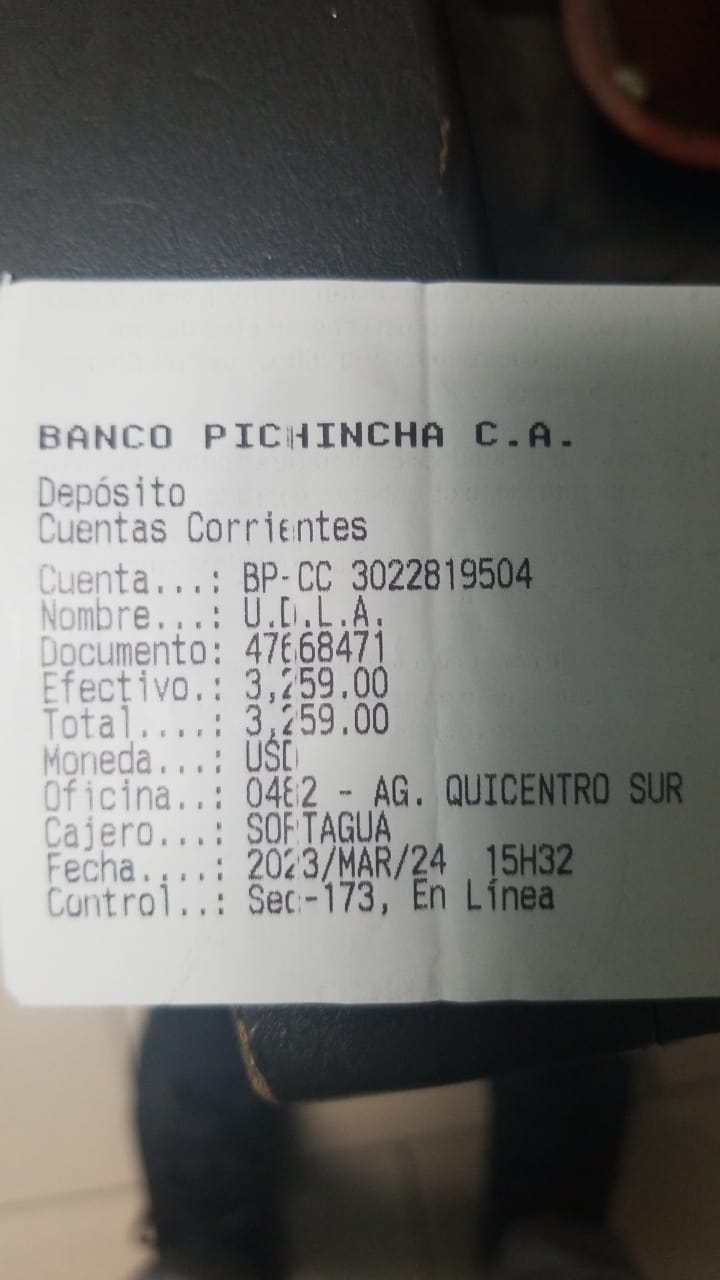 BANCO PICHINCHA C.A.
Depósito
Cuentas Corrientes
Cuenta...: BP-CC 3022819504
Nombre...: U.D.L.A.
Documento: 47668471
Efectivo.: 3,259.00
Total....: 3,259.00
Moneda...: USD
Oficina..: 0482 - AG. QUICENTRO SUR
Cajero...: SOFTAGUA
Fecha....: 2023/MAR/24 15H32
Control..: Sec-173, En Línea